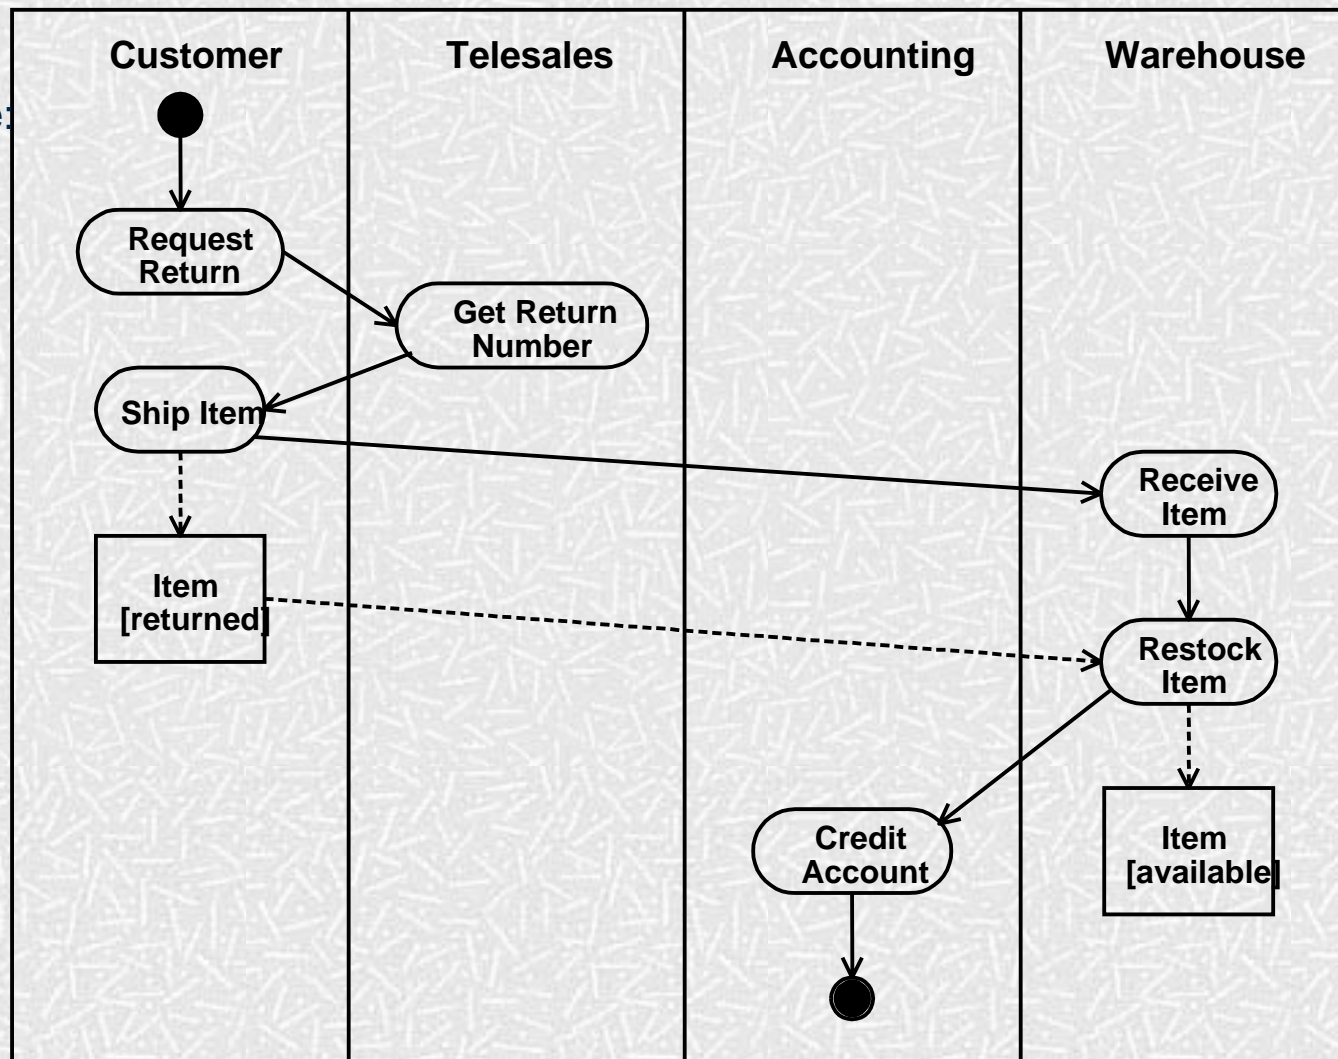 Customer
Telesales
Accounting
Warehouse
Request
Return
Get Return
Number
Ship Item
Receive
Item
Item
[returned]
Restock
Item
Credit
Account
Item
[available]